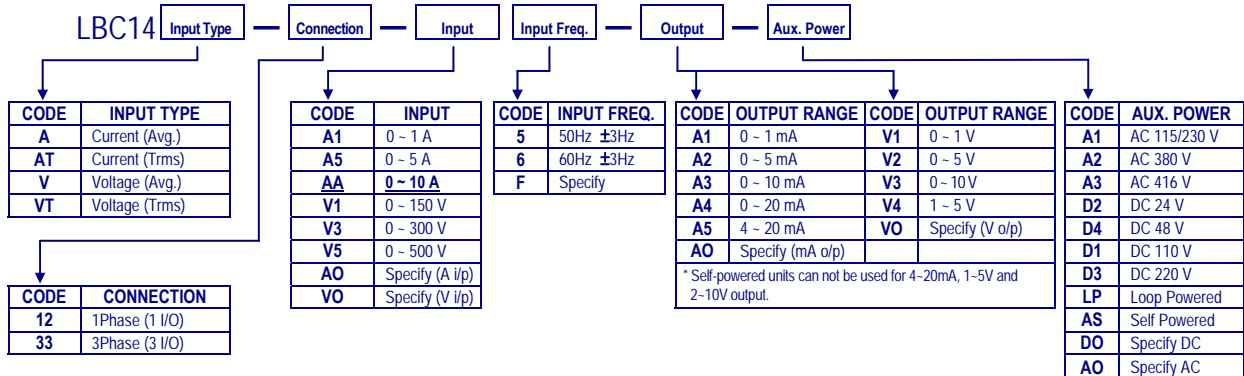 LBC14 Input Type — Connection — Input Input Freq. — Output — Aux. Power
CODE INPUT TYPE
A Current (Avg.)
AT Current (Trms)
V Voltage (Avg.)
VT Voltage (Trms)
CODE CONNECTION
12 1Phase (1 I/O)
33 3Phase (3 I/O)
CODE INPUT
A1 0 ~ 1 A
A5 0 ~ 5 A
AA 0 ~ 10 A
V1 0 ~ 150 V
V3 0 ~ 300 V
V5 0 ~ 500 V
AO Specify (A i/p)
VO Specify (V i/p)
CODE INPUT FREQ.
5 50Hz ±3Hz
6 60Hz ±3Hz
F Specify
CODE OUTPUT RANGE CODE OUTPUT RANGE
A1 0 ~ 1 mA V1 0 ~ 1 V
A2 0 ~ 5 mA V2 0 ~ 5 V
A3 0 ~ 10 mA V3 0 ~ 10 V
A4 0 ~ 20 mA V4 1 ~ 5 V
A5 4 ~ 20 mA VO Specify (V o/p)
AO Specify (mA o/p)
* Self-powered units can not be used for 4~20mA, 1~5V and
2~10V output.
CODE AUX. POWER
A1 AC 115/230 V
A2 AC 380 V
A3 AC 416 V
D2 DC 24 V
D4 DC 48 V
D1 DC 110 V
D3 DC 220 V
LP Loop Powered
AS Self Powered
DO Specify DC
AO Specify AC